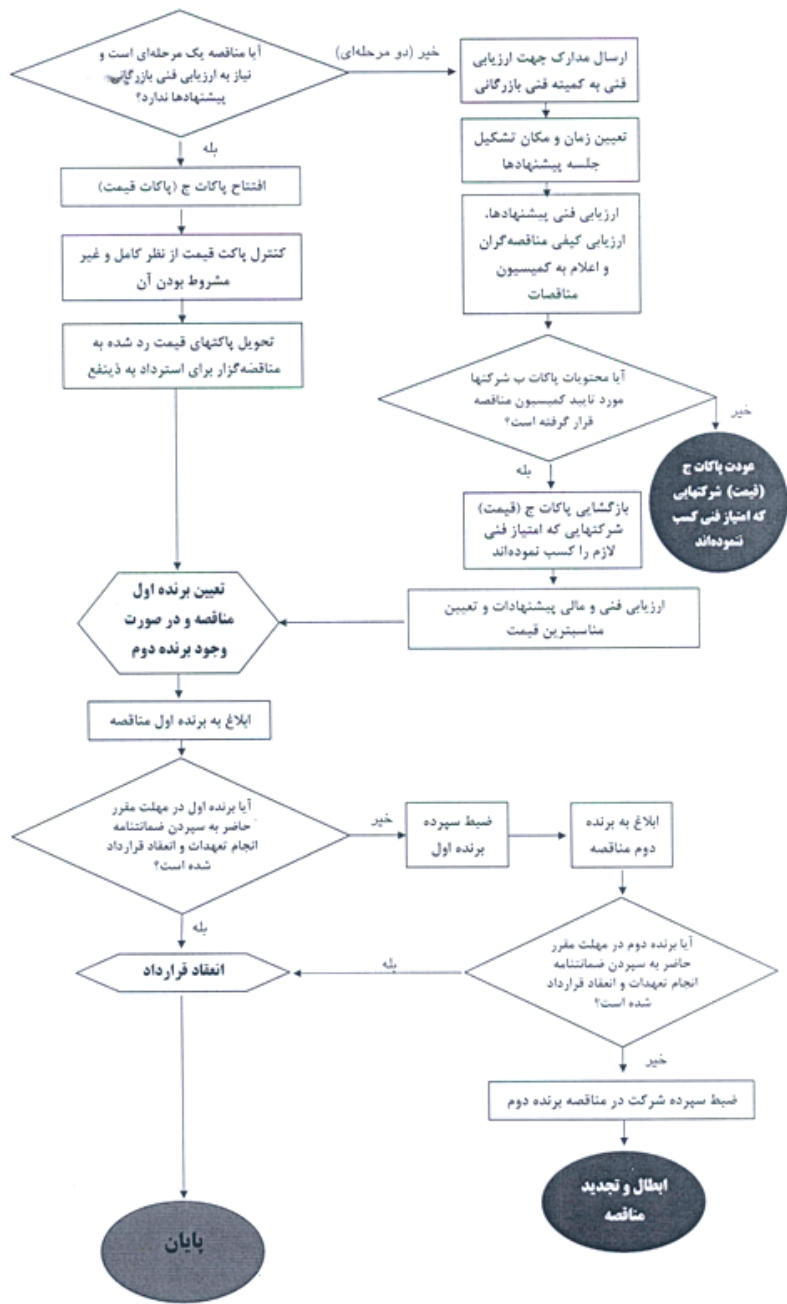 آیا مناقصه یک مرحله‌ای است و
نیاز به ارزیابی فنی بازرگانی
پیشنهادها ندارد؟
خیر (دو مرحله‌ای)
ارسال مدارک جهت ارزیابی
فنی به کمیته فنی بازرگانی
تعیین زمان و مکان تشکیل
جلسه پیشنهادها
بله
افتتاح پاکات ج (پاکات قیمت)
ارزیابی فنی پیشنهادها،
ارزیابی کیفی مناقصه‌گران
و اعلام به کمیسیون
مناقصات
کنترل پاکت قیمت از نظر کامل و غیر
مشروط بودن آن
تحویل پاکتهای قیمت رد شده به
مناقصه‌گزار برای استرداد به ذینفع
آیا محتویات پاکات ب شرکتها
مورد تایید کمیسیون مناقصه
قرار گرفته است؟
خیر
عودت پاکات ج
(قیمت) شرکتهایی
که امتیاز فنی کسب
ننموده‌اند
بله
بازگشایی پاکات ج (قیمت)
شرکتهایی که امتیاز فنی
لازم را کسب نموده‌اند
ارزیابی فنی و مالی پیشنهادات و تعیین
مناسبترین قیمت
تعیین برنده اول
مناقصه و در صورت
وجود برنده دوم
ابلاغ به برنده اول مناقصه
آیا برنده اول در مهلت مقرر
حاضر به سپردن ضمانتنامه
انجام تعهدات و انعقاد قرارداد
شده است؟
خیر
ضبط سپرده
برنده اول
ابلاغ به برنده
دوم مناقصه
بله
آیا برنده دوم در مهلت مقرر
حاضر به سپردن ضمانتنامه
انجام تعهدات و انعقاد قرارداد
شده است؟
بله
انعقاد قرارداد
خیر
ضبط سپرده شرکت در مناقصه برنده دوم
ابطال و تجدید
مناقصه
پایان